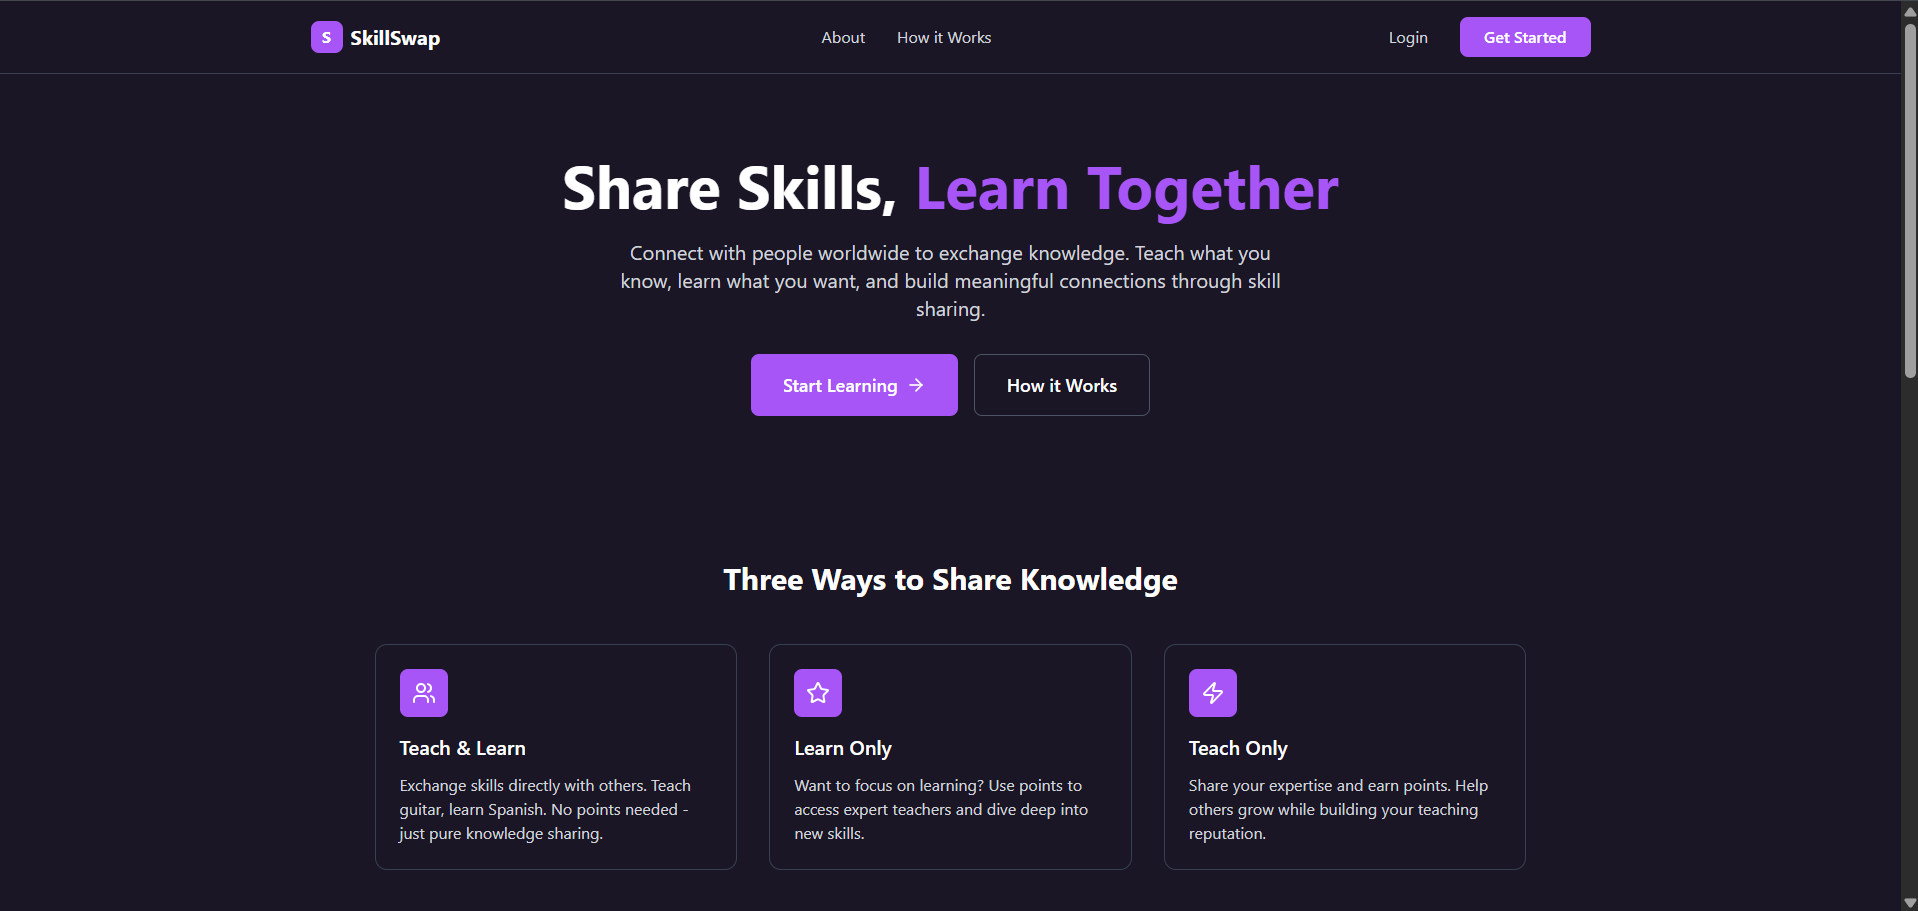 S SkillSwap
About
How it Works
Login
Get Started
Share Skills, Learn Together
Connect with people worldwide to exchange knowledge. Teach what you
know, learn what you want, and build meaningful connections through skill
sharing.
Start Learning →
How it Works
Three Ways to Share Knowledge
Teach & Learn
Exchange skills directly with others. Teach
guitar, learn Spanish. No points needed -
just pure knowledge sharing.
Learn Only
Want to focus on learning? Use points to
access expert teachers and dive deep into
new skills.
Teach Only
Share your expertise and earn points. Help
others grow while building your teaching
reputation.